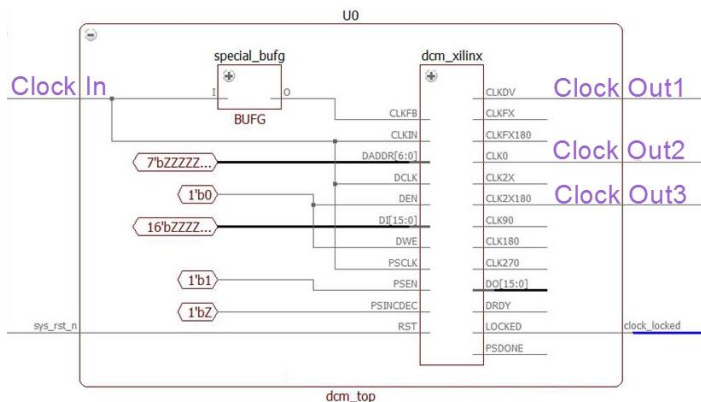 U0
special_bufg
dcm_xilinx
Clock In
I
O
BUFG
CLKFB
CLKIN
7'bZZZZZ...
DADDR[6:0]
DCLK
1'b0
DEN
16'bZZZZ...
DI[15:0]
DWE
PSCLK
1'b1
PSEN
1'bZ
PSINCDEC
sys_rst_n
RST
CLKDV
Clock Out1
CLKFX
CLKFX180
CLK0
Clock Out2
CLK2X
CLK2X180
Clock Out3
CLK90
CLK180
CLK270
DO[15:0]
DRDY
LOCKED
clock_locked
PSDONE
dcm_top